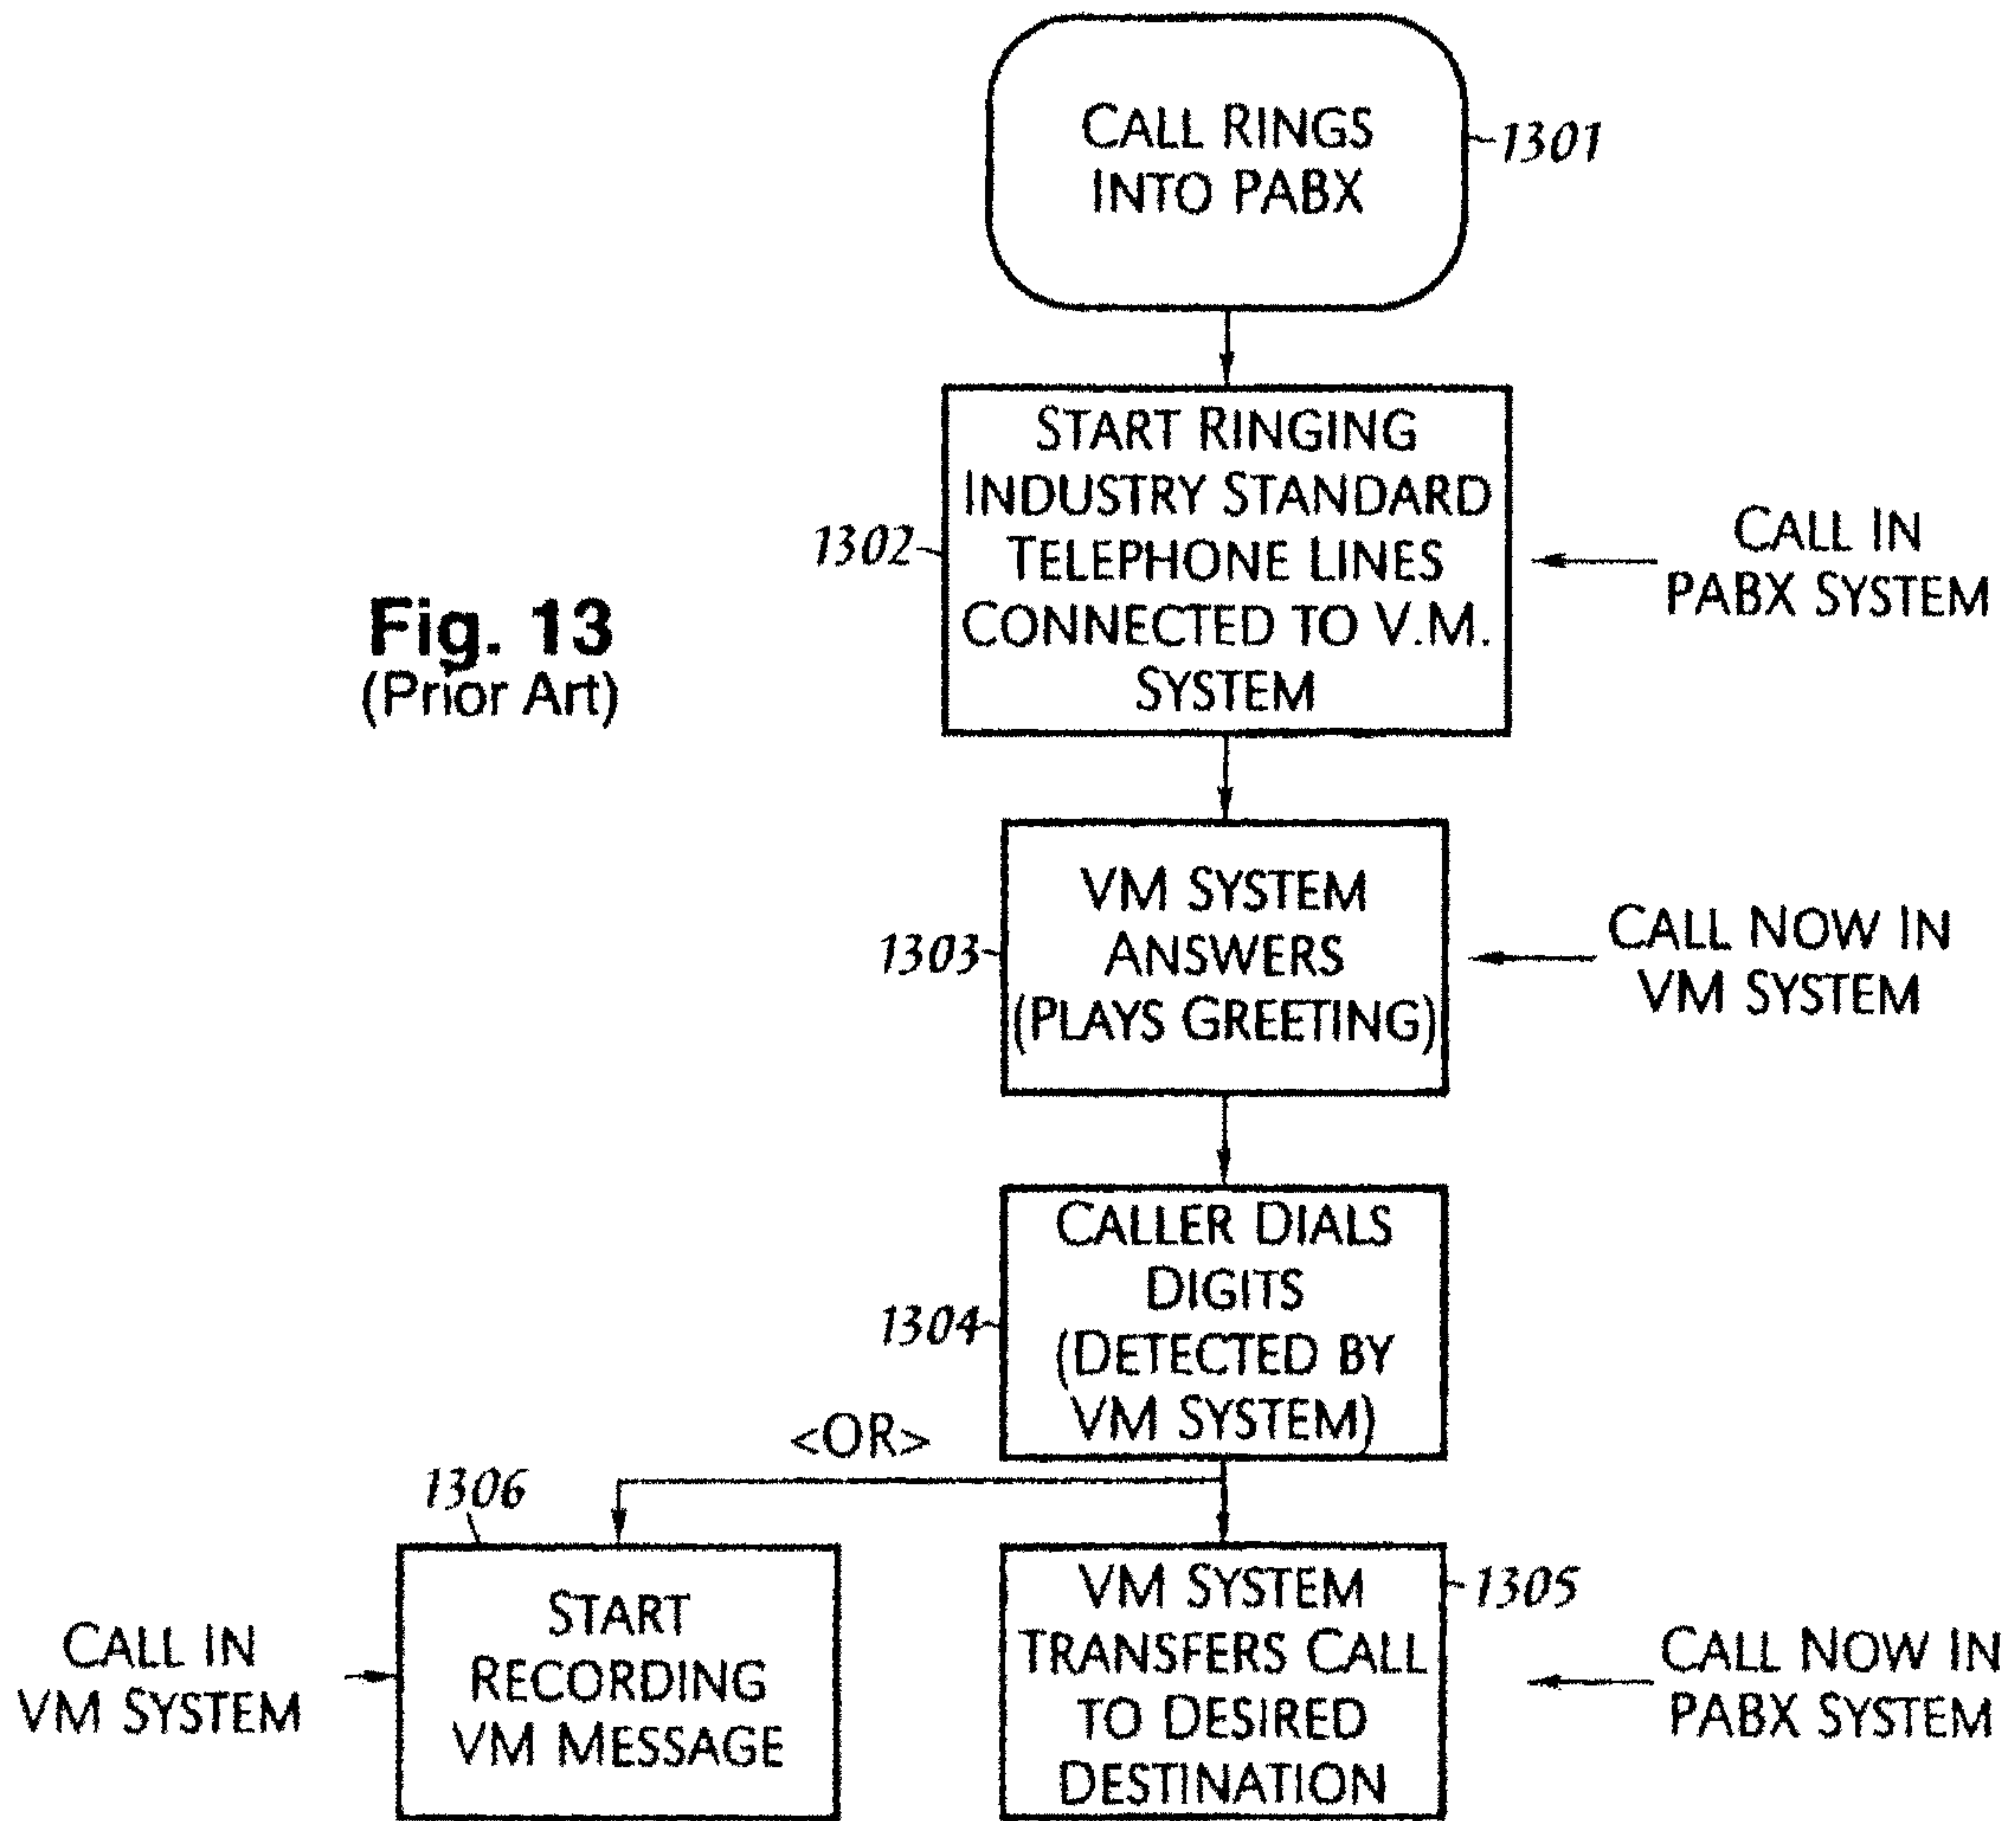 CALL RINGS
INTO PABX
1301
START RINGING
INDUSTRY STANDARD
TELEPHONE LINES
CONNECTED TO V.M.
SYSTEM
1302
CALL IN
PABX SYSTEM
Fig. 13
(Prior Art)
VM SYSTEM
ANSWERS
(PLAYS GREETING)
1303
CALL NOW IN
VM SYSTEM
CALLER DIALS
DIGITS
(DETECTED BY
VM SYSTEM)
1304
<OR>
1306
START
RECORDING
VM MESSAGE
CALL IN
VM SYSTEM
VM SYSTEM
TRANSFERS CALL
TO DESIRED
DESTINATION
1305
CALL NOW IN
PABX SYSTEM